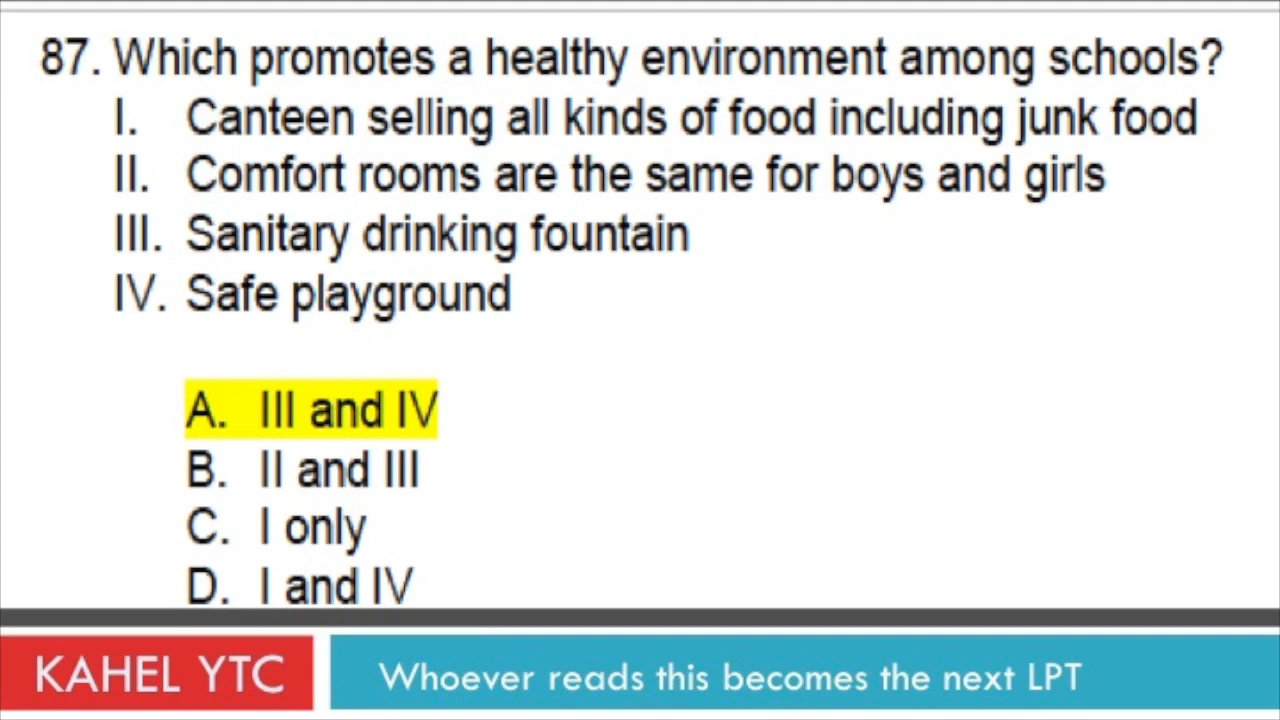 87. Which promotes a healthy environment among schools?
I. Canteen selling all kinds of food including junk food
II. Comfort rooms are the same for boys and girls
III. Sanitary drinking fountain
IV. Safe playground
A. III and IV
B. II and III
C. I only
D. I and IV
KAHEL YTC
Whoever reads this becomes the next LPT